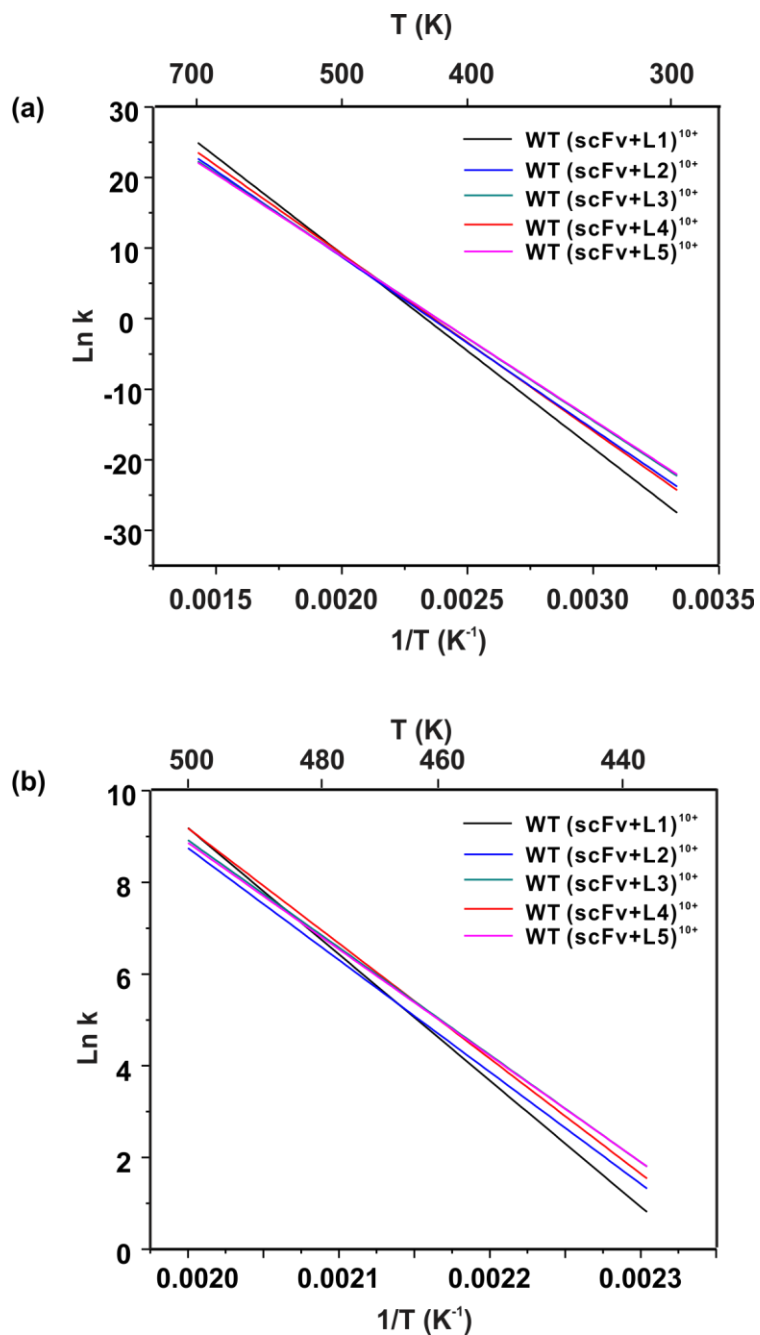 T (K)
700 500 400 300
(a)
30
20
10
0
-10
-20
-30
Ln k
WT (scFv+L1)¹⁰⁺
WT (scFv+L2)¹⁰⁺
WT (scFv+L3)¹⁰⁺
WT (scFv+L4)¹⁰⁺
WT (scFv+L5)¹⁰⁺
0.0015 0.0020 0.0025 0.0030 0.0035
1/T (K⁻¹)
T (K)
500 480 460 440
(b)
10
8
6
4
2
0
Ln k
WT (scFv+L1)¹⁰⁺
WT (scFv+L2)¹⁰⁺
WT (scFv+L3)¹⁰⁺
WT (scFv+L4)¹⁰⁺
WT (scFv+L5)¹⁰⁺
0.0020 0.0021 0.0022 0.0023
1/T (K⁻¹)